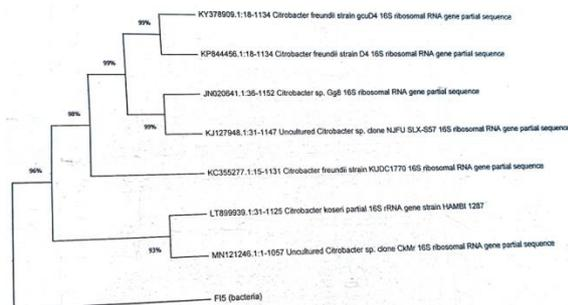 99%
KY378909.1:18-1134 Citrobacter freundii strain gcuD4 16S ribosomal RNA gene partial sequence
99%
KP844456.1:18-1134 Citrobacter freundii strain D4 16S ribosomal RNA gene partial sequence
98%
JN020641.1:36-1152 Citrobacter sp. Gg8 16S ribosomal RNA gene partial sequence
99%
KJ127948.1:31-1147 Uncultured Citrobacter sp. clone NJFU SLX-S57 16S ribosomal RNA gene partial sequence
96%
KC355277.1:15-1131 Citrobacter freundii strain KUDC1770 16S ribosomal RNA gene partial sequence
LT899939.1:31-1125 Citrobacter koseri partial 16S rRNA gene strain HAMBI 1287
93%
MN121246.1:1-1057 Uncultured Citrobacter sp. clone CkMr 16S ribosomal RNA gene partial sequence
FI5 (bacteria)